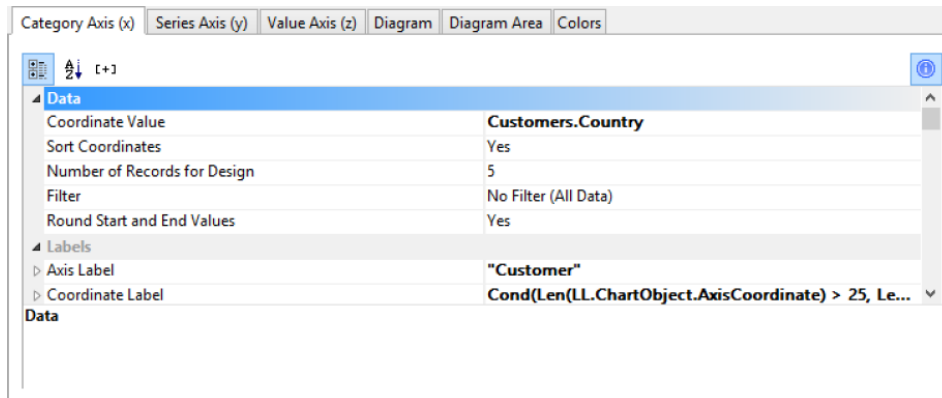 Category Axis (x) Series Axis (y) Value Axis (z) Diagram Diagram Area Colors
A Z [+] i
Data
Coordinate Value Customers.Country
Sort Coordinates Yes
Number of Records for Design 5
Filter No Filter (All Data)
Round Start and End Values Yes
Labels
Axis Label "Customer"
Coordinate Label Cond(Len(LL.ChartObject.AxisCoordinate) > 25, Le...
Data